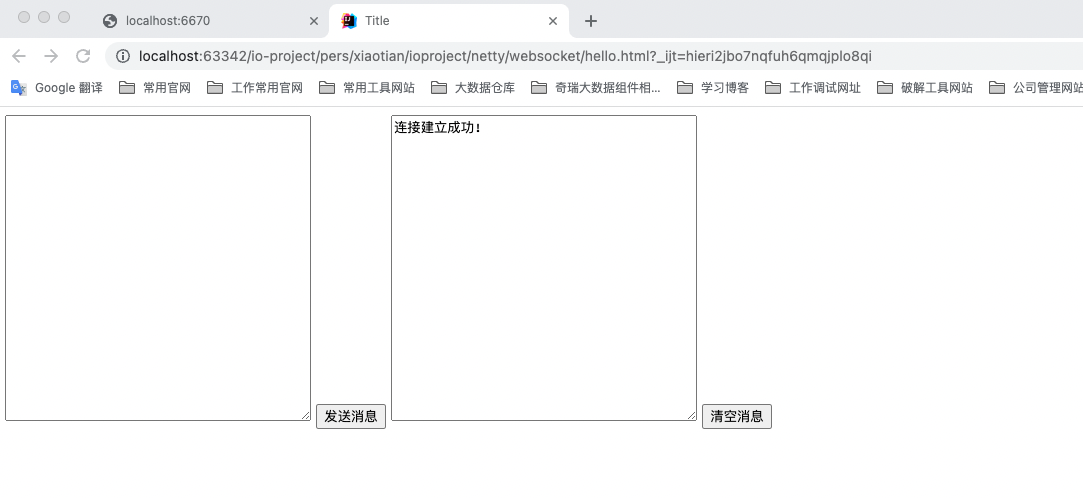 localhost:6670
Title
localhost:63342/io-project/pers/xiaotian/ioproject/netty/websocket/hello.html?_ijt=hieri2jbo7nqfuh6qmqjplo8qi
Google 翻译 常用官网 工作常用官网 常用工具网站 大数据仓库 奇瑞大数据组件相... 学习博客 工作调试网址 破解工具网站 公司管理网站
连接建立成功!
发送消息
清空消息